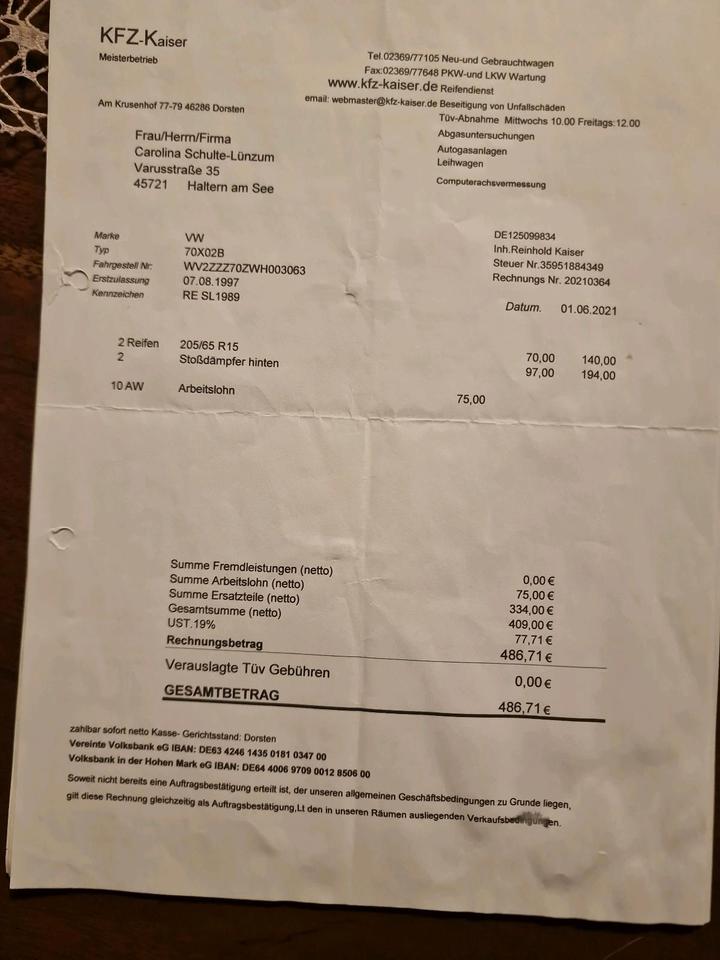 KFZ-Kaiser
Meisterbetrieb
Tel.02369/77105 Neu-und Gebrauchtwagen
Fax:02369/77648 PKW-und LKW Wartung
www.kfz-kaiser.de Reifendienst
email: webmaster@kfz-kaiser.de Beseitigung von Unfallschäden
Am Krusenhof 77-79 46286 Dorsten
Tüv-Abnahme Mittwochs 10.00 Freitags:12.00
Abgasuntersuchungen
Autogasanlagen
Leihwagen
Computerachsvermessung
Frau/Herrn/Firma
Carolina Schulte-Lünzum
Varusstraße 35
45721 Haltern am See
Marke VW
Typ 70X02B
Fahrgestell Nr: WV2ZZZ70ZWH003063
Erstzulassung 07.08.1997
Kennzeichen RE SL1989
DE125099834
Inh.Reinhold Kaiser
Steuer Nr.35951884349
Rechnungs Nr. 20210364
Datum. 01.06.2021
2 Reifen 205/65 R15 70,00 140,00
2 Stoßdämpfer hinten 97,00 194,00
10 AW Arbeitslohn 75,00
Summe Fremdleistungen (netto) 0,00 €
Summe Arbeitslohn (netto) 75,00 €
Summe Ersatzteile (netto) 334,00 €
Gesamtsumme (netto) 409,00 €
UST.19% 77,71 €
Rechnungsbetrag 486,71 €
Verauslagte Tüv Gebühren 0,00 €
GESAMTBETRAG 486,71 €
zahlbar sofort netto Kasse- Gerichtsstand: Dorsten
Vereinte Volksbank eG IBAN: DE63 4246 1435 0181 0347 00
Volksbank in der Hohen Mark eG IBAN: DE64 4006 9709 0012 8506 00
Soweit nicht bereits eine Auftragsbestätigung erteilt ist, der unseren allgemeinen Geschäftsbedingungen zu Grunde liegen,
gilt diese Rechnung gleichzeitig als Auftragsbestätigung,Lt den in unseren Räumen ausliegenden Verkaufsbedingungen.